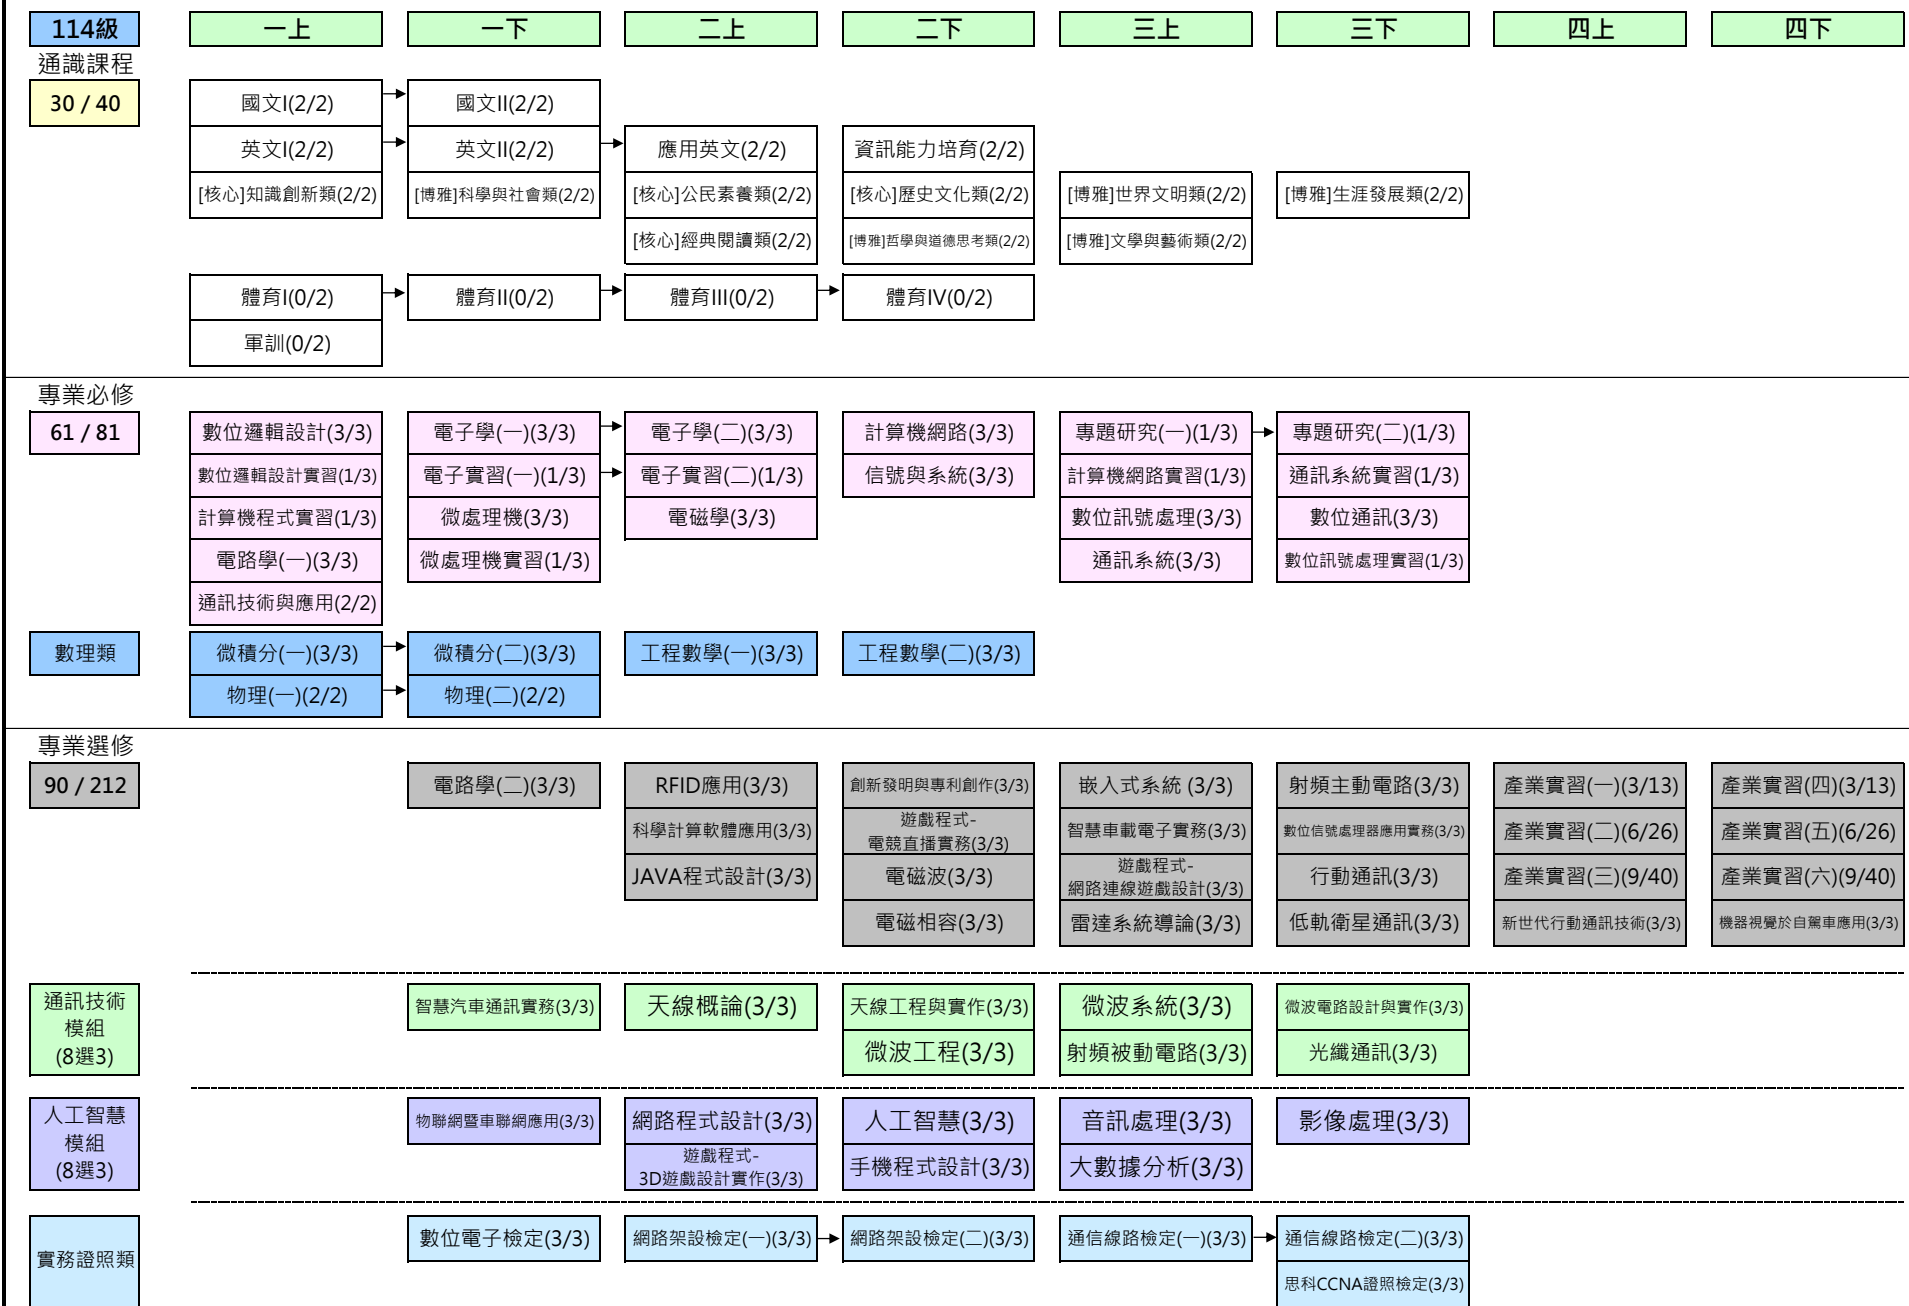 114級 一上 一下 二上 二下 三上 三下 四上 四下
通識課程
30 / 40 國文I(2/2) 國文II(2/2)
英文I(2/2) 英文II(2/2) 應用英文(2/2) 資訊能力培育(2/2)
[核心]知識創新類(2/2) [博雅]科學與社會類(2/2) [核心]公民素養類(2/2) [核心]歷史文化類(2/2) [博雅]世界文明類(2/2) [博雅]生涯發展類(2/2)
[核心]經典閱讀類(2/2) [博雅]哲學與道德思考類(2/2) [博雅]文學與藝術類(2/2)
體育I(0/2) 體育II(0/2) 體育III(0/2) 體育IV(0/2)
軍訓(0/2)
專業必修
61 / 81 數位邏輯設計(3/3) 電子學(一)(3/3) 電子學(二)(3/3) 計算機網路(3/3) 專題研究(一)(1/3) 專題研究(二)(1/3)
數位邏輯設計實習(1/3) 電子實習(一)(1/3) 電子實習(二)(1/3) 信號與系統(3/3) 計算機網路實習(1/3) 通訊系統實習(1/3)
計算機程式實習(1/3) 微處理機(3/3) 電磁學(3/3) 數位訊號處理(3/3) 數位通訊(3/3)
電路學(一)(3/3) 微處理機實習(1/3) 通訊系統(3/3) 數位訊號處理實習(1/3)
通訊技術與應用(2/2)
數理類 微積分(一)(3/3) 微積分(二)(3/3) 工程數學(一)(3/3) 工程數學(二)(3/3)
物理(一)(2/2) 物理(二)(2/2)
專業選修
90 / 212 電路學(二)(3/3) RFID應用(3/3) 創新發明與專利創作(3/3) 嵌入式系統 (3/3) 射頻主動電路(3/3) 產業實習(一)(3/13) 產業實習(四)(3/13)
科學計算軟體應用(3/3) 遊戲程式-
電競直播實務(3/3) 智慧車載電子實務(3/3) 數位信號處理器應用實務(3/3) 產業實習(二)(6/26) 產業實習(五)(6/26)
JAVA程式設計(3/3) 電磁波(3/3) 遊戲程式-
網路連線遊戲設計(3/3) 行動通訊(3/3) 產業實習(三)(9/40) 產業實習(六)(9/40)
電磁相容(3/3) 雷達系統導論(3/3) 低軌衛星通訊(3/3) 新世代行動通訊技術(3/3) 機器視覺於自駕車應用(3/3)
通訊技術
模組
(8選3)
智慧汽車通訊實務(3/3) 天線概論(3/3) 天線工程與實作(3/3) 微波系統(3/3) 微波電路設計與實作(3/3)
微波工程(3/3) 射頻被動電路(3/3) 光纖通訊(3/3)
人工智慧
模組
(8選3)
物聯網暨車聯網應用(3/3) 網路程式設計(3/3) 人工智慧(3/3) 音訊處理(3/3) 影像處理(3/3)
遊戲程式-
3D遊戲設計實作(3/3) 手機程式設計(3/3) 大數據分析(3/3)
實務證照類
數位電子檢定(3/3) 網路架設檢定(一)(3/3) 網路架設檢定(二)(3/3) 通信線路檢定(一)(3/3) 通信線路檢定(二)(3/3)
思科CCNA證照檢定(3/3)